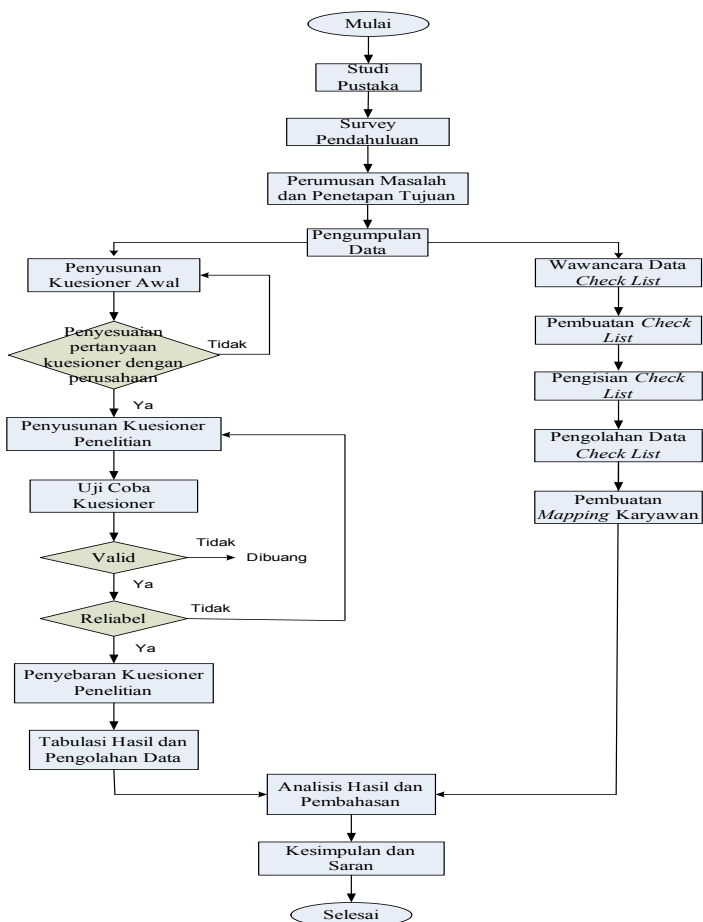 Mulai
Studi
Pustaka
Survey
Pendahuluan
Perumusan Masalah
dan Penetapan Tujuan
Pengumpulan
Data
Penyusunan
Kuesioner Awal
Penyesuaian
pertanyaan
kuesioner dengan
perusahaan
Tidak
Ya
Penyusunan Kuesioner
Penelitian
Uji Coba
Kuesioner
Valid
Tidak
Dibuang
Ya
Reliabel
Tidak
Ya
Penyebaran Kuesioner
Penelitian
Tabulasi Hasil dan
Pengolahan Data
Wawancara Data
Check List
Pembuatan Check
List
Pengisian Check
List
Pengolahan Data
Check List
Pembuatan
Mapping Karyawan
Analisis Hasil dan
Pembahasan
Kesimpulan dan
Saran
Selesai